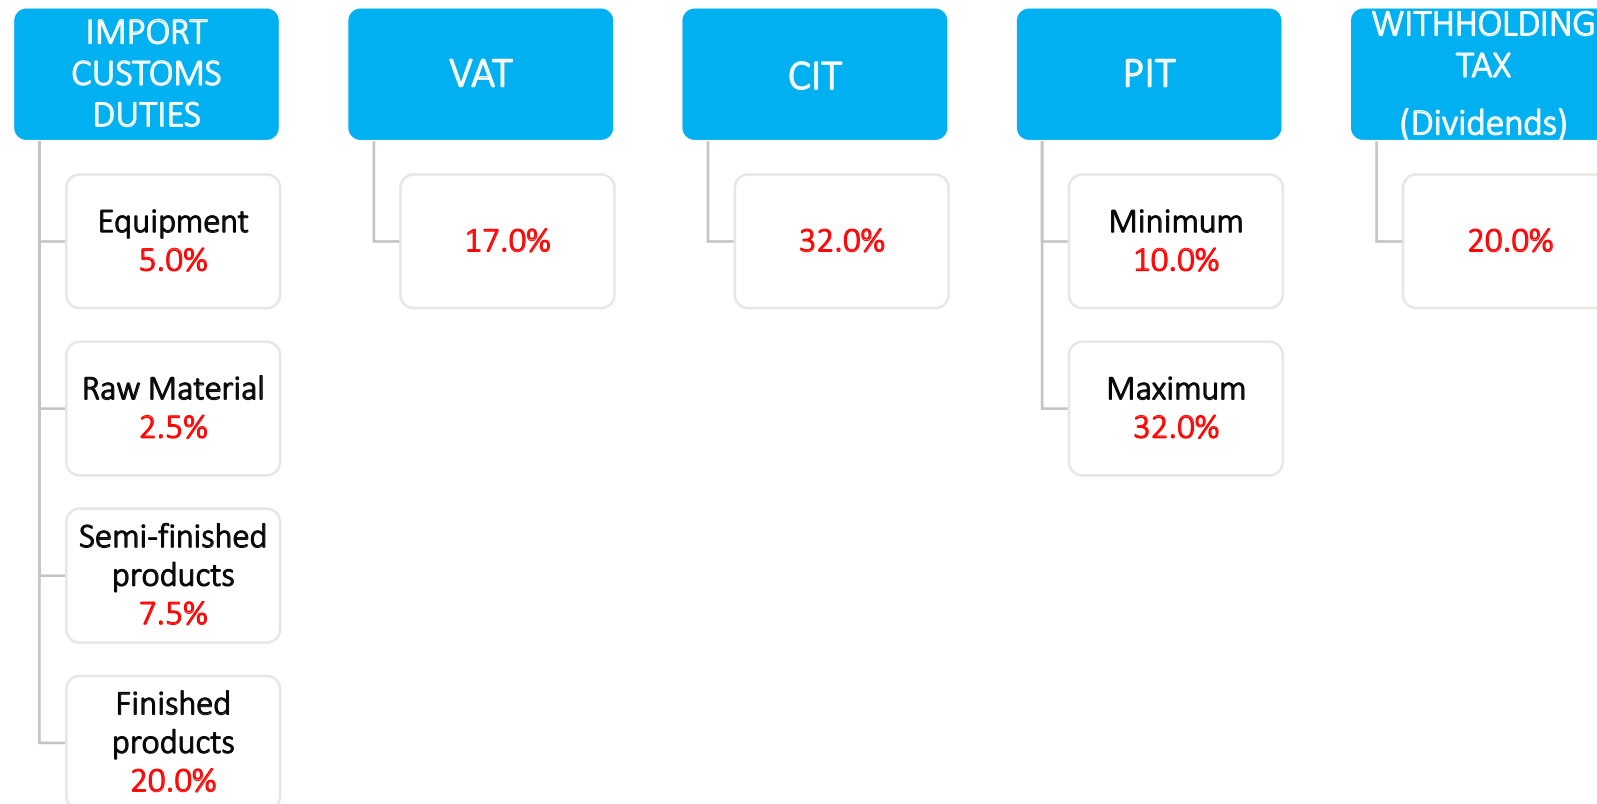 IMPORT
CUSTOMS
DUTIES
Equipment
5.0%
Raw Material
2.5%
Semi-finished
products
7.5%
Finished
products
20.0%
VAT
17.0%
CIT
32.0%
PIT
Minimum
10.0%
Maximum
32.0%
WITHHOLDING
TAX
(Dividends)
20.0%